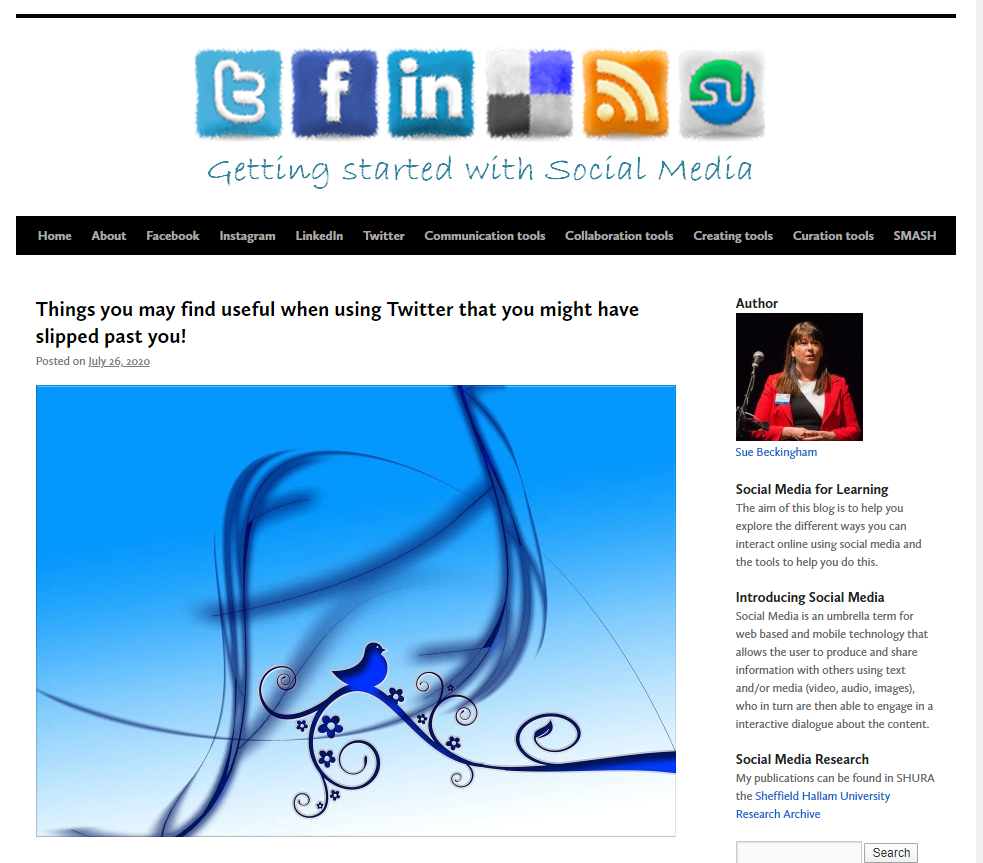 Getting started with Social Media
Home About Facebook Instagram LinkedIn Twitter Communication tools Collaboration tools Creating tools Curation tools SMASH
Things you may find useful when using Twitter that you might have
slipped past you!
Posted on July 26, 2020
Author
Sue Beckingham
Social Media for Learning
The aim of this blog is to help you
explore the different ways you can
interact online using social media and
the tools to help you do this.
Introducing Social Media
Social Media is an umbrella term for
web based and mobile technology that
allows the user to produce and share
information with others using text
and/or media (video, audio, images),
who in turn are then able to engage in a
interactive dialogue about the content.
Social Media Research
My publications can be found in SHURA
the Sheffield Hallam University
Research Archive
Search